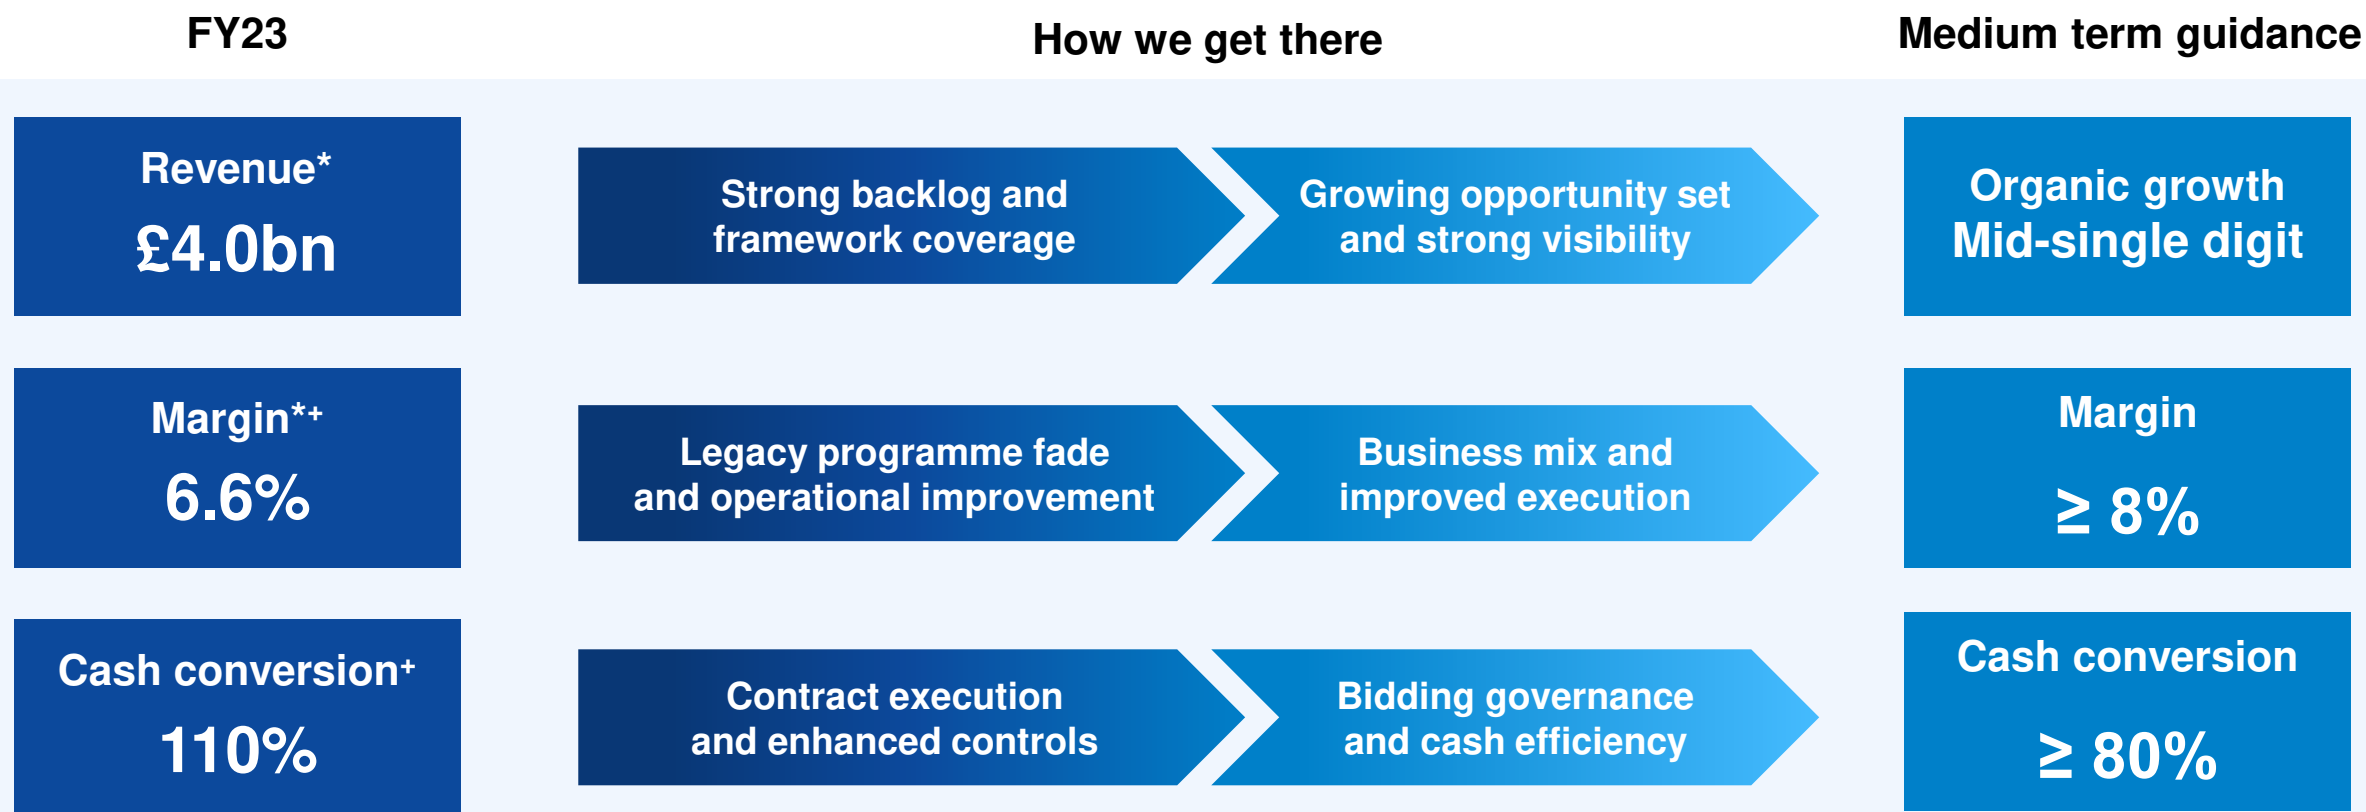 FY23
How we get there
Medium term guidance
Revenue*
£4.0bn
Strong backlog and
framework coverage
Growing opportunity set
and strong visibility
Organic growth
Mid-single digit
Margin*+
6.6%
Legacy programme fade
and operational improvement
Business mix and
improved execution
Margin
≥ 8%
Cash conversion+
110%
Contract execution
and enhanced controls
Bidding governance
and cash efficiency
Cash conversion
≥ 80%